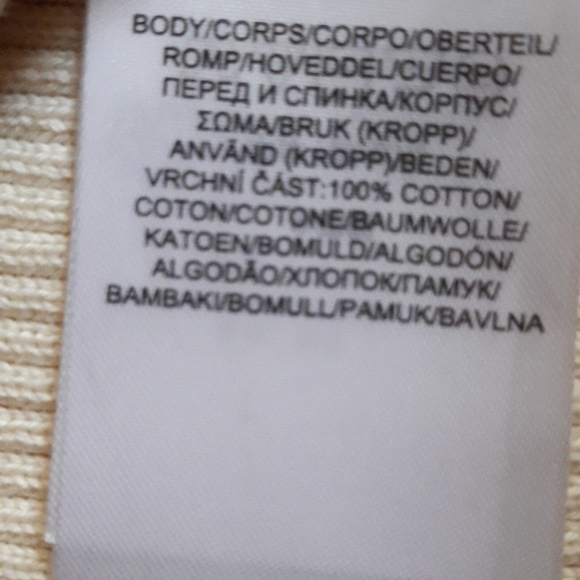 BODY/CORPS/CORPO/OBERTEIL/
ROMP/HOVEDDEL/CUERPO/
ПЕРЕД И СПИНКА/КОРПУС/
ΣΩΜΑ/BRUK (KROPP)/
ANVÄND (KROPP)/BEDEN/
VRCHNÍ ČÁST:100% COTTON/
COTON/COTONE/BAUMWOLLE/
KATOEN/BOMULD/ALGODÓN/
ALGODÃO/ХЛОПОК/ПАМУК/
BAMBAKI/BOMULL/PAMUK/BAVLNA